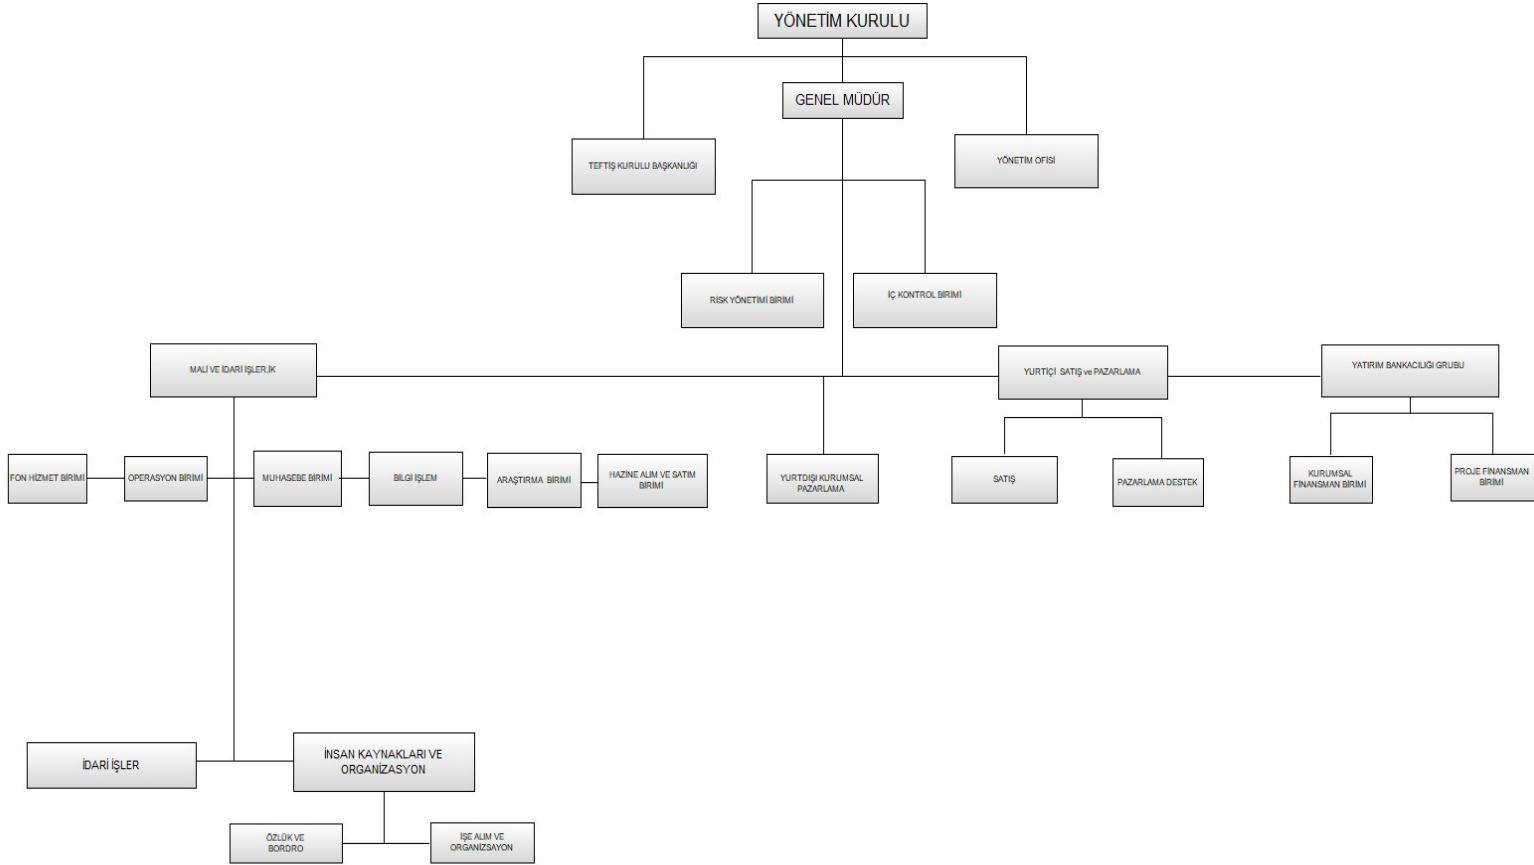 YÖNETİM KURULU
GENEL MÜDÜR
TEFTİŞ KURULU BAŞKANLIĞI
YÖNETİM OFİSİ
RİSK YÖNETİMİ BİRİMİ
İÇ KONTROL BİRİMİ
MALİ VE İDARİ İŞLER,İK
YURTİÇİ SATIŞ ve PAZARLAMA
YATIRIM BANKACILIĞI GRUBU
FON HİZMET BİRİMİ
OPERASYON BİRİMİ
MUHASEBE BİRİMİ
BİLGİ İŞLEM
ARAŞTIRMA BİRİMİ
HAZİNE ALIM VE SATIM
BİRİMİ
YURTDIŞI KURUMSAL
PAZARLAMA
SATIŞ
PAZARLAMA DESTEK
KURUMSAL
FİNANSMAN BİRİMİ
PROJE FİNANSMAN
BİRİMİ
İDARİ İŞLER
İNSAN KAYNAKLARI VE
ORGANİZASYON
ÖZLÜK VE
BORDRO
İŞE ALIM VE
ORGANİZSAYON